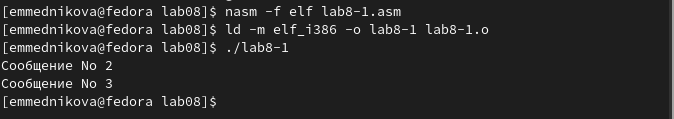 [emmednikova@fedora lab08]$ nasm -f elf lab8-1.asm
[emmednikova@fedora lab08]$ ld -m elf_i386 -o lab8-1 lab8-1.o
[emmednikova@fedora lab08]$ ./lab8-1
Сообщение No 2
Сообщение No 3
[emmednikova@fedora lab08]$